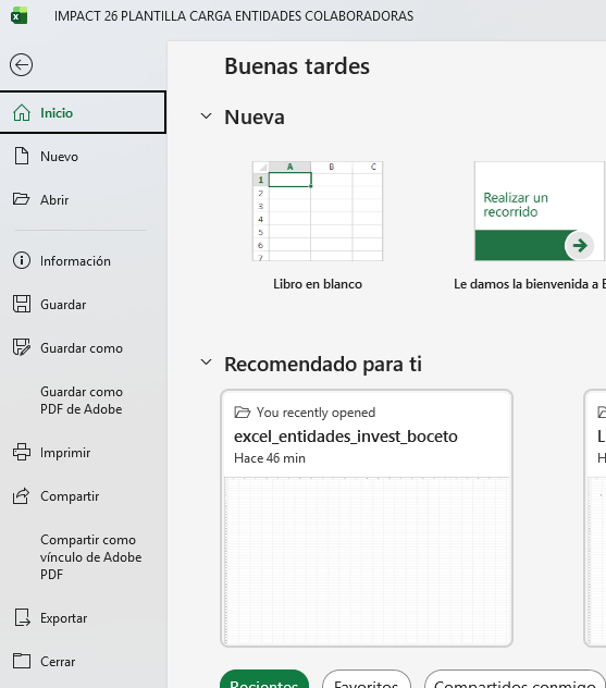 IMPACT 26 PLANTILLA CARGA ENTIDADES COLABORADORAS
Inicio
Nuevo
Abrir
Información
Guardar
Guardar como
Guardar como
PDF de Adobe
Imprimir
Compartir
Compartir como
vínculo de Adobe
PDF
Exportar
Cerrar
Buenas tardes
Nueva
A B C
1
2
3
4
5
6
7
Libro en blanco
Realizar un
recorrido
Le damos la bienvenida a E
Recomendado para ti
You recently opened
excel_entidades_invest_boceto
Hace 46 min
L
H
Recientes
Favoritos
Compartidos conmigo